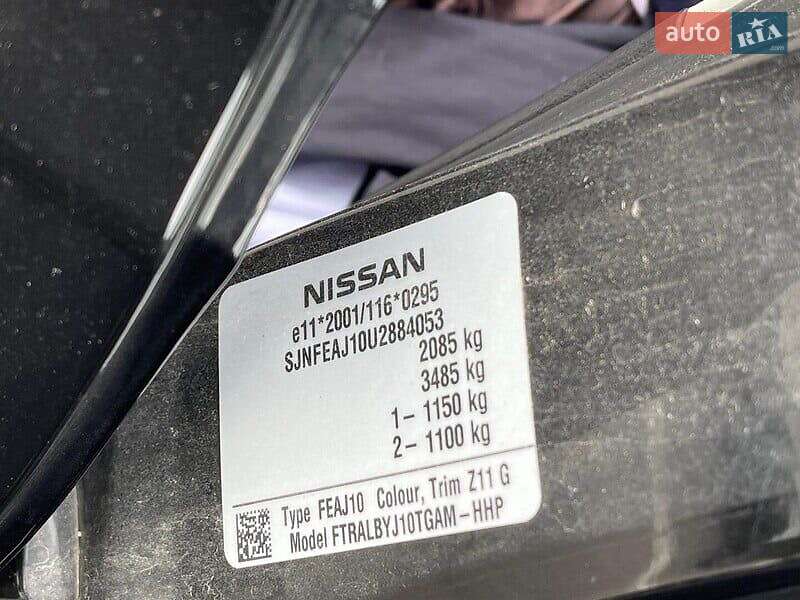 auto RIA
.com
NISSAN
e11*2001/116*0295
SJNFEAJ10U2884053
2085 kg
3485 kg
1- 1150 kg
2- 1100 kg
Type FEAJ10 Colour, Trim Z11 G
Model FTRALBYJ10TGAM-HHP